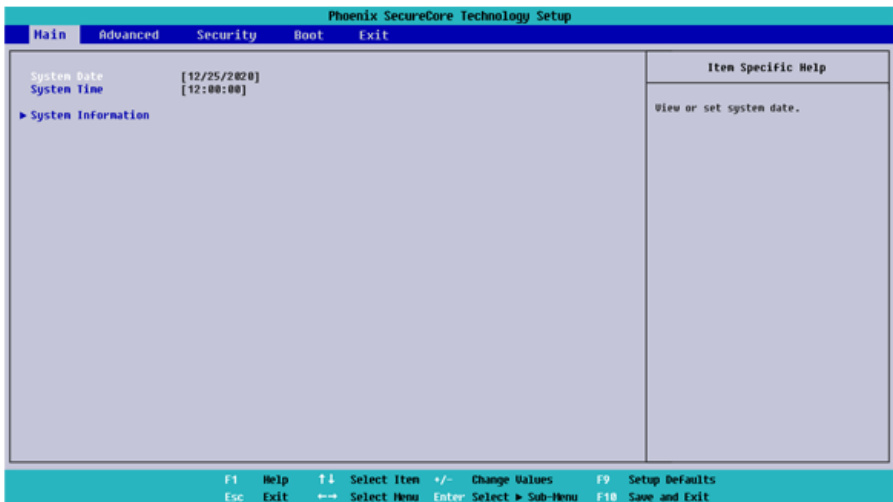 Phoenix SecureCore Technology Setup
Main Advanced Security Boot Exit
System Date [12/25/2020]
System Time [12:00:00]
▶ System Information
Item Specific Help
View or set system date.
F1 Help ↑↓ Select Item +/- Change Values F9 Setup Defaults
Esc Exit ←→ Select Menu Enter Select ▶ Sub-Menu F10 Save and Exit